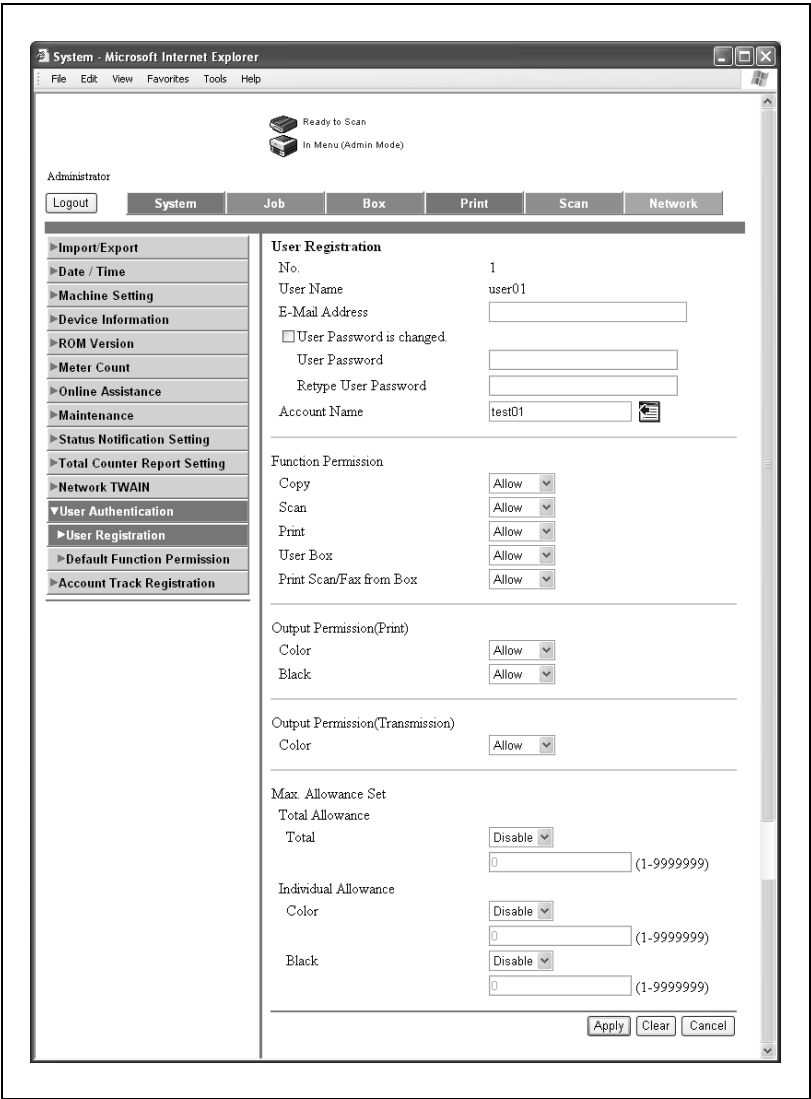 System - Microsoft Internet Explorer
File Edit View Favorites Tools Help
Ready to Scan
In Menu (Admin Mode)
Administrator
Logout System Job Box Print Scan Network
Import/Export
Date / Time
Machine Setting
Device Information
ROM Version
Meter Count
Online Assistance
Maintenance
Status Notification Setting
Total Counter Report Setting
Network TWAIN
User Authentication
User Registration
Default Function Permission
Account Track Registration
User Registration
No. 1
User Name user01
E-Mail Address
User Password is changed.
User Password
Retype User Password
Account Name test01
Function Permission
Copy Allow
Scan Allow
Print Allow
User Box Allow
Print Scan/Fax from Box Allow
Output Permission(Print)
Color Allow
Black Allow
Output Permission(Transmission)
Color Allow
Max. Allowance Set
Total Allowance
Total Disable
0 (1-9999999)
Individual Allowance
Color Disable
0 (1-9999999)
Black Disable
0 (1-9999999)
Apply Clear Cancel